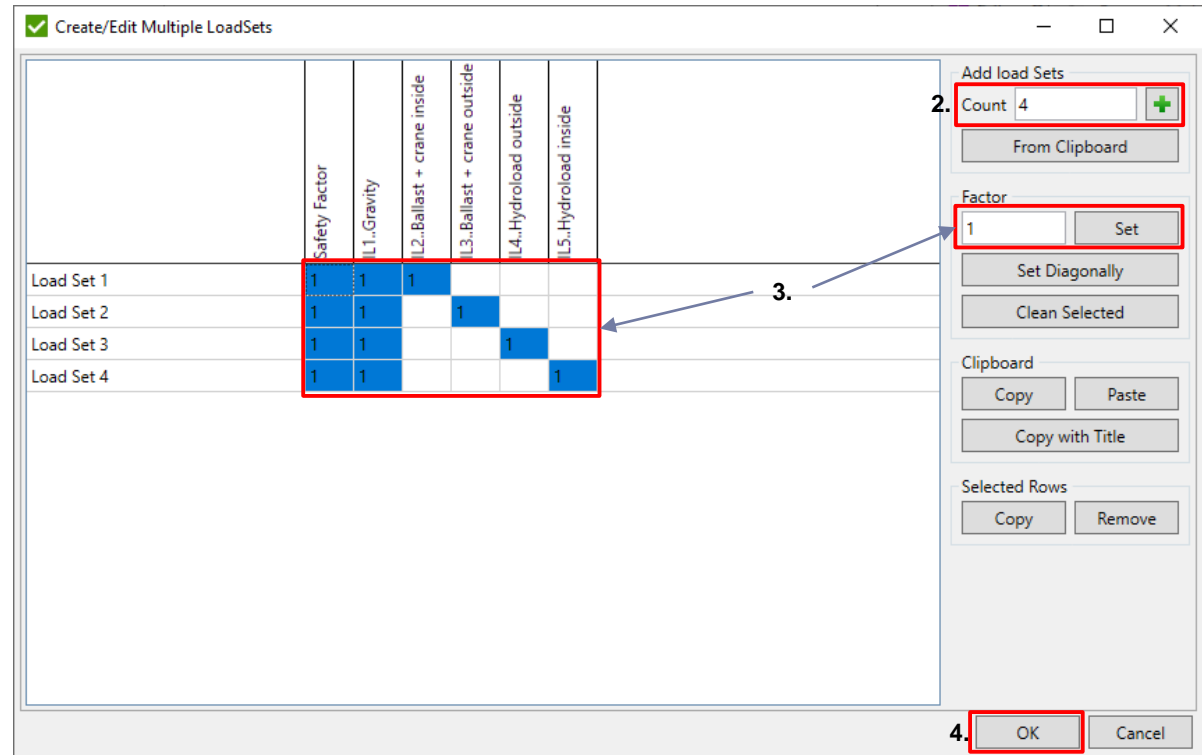 Create/Edit Multiple LoadSets
Safety Factor
IL1..Gravity
IL2..Ballast + crane inside
IL3..Ballast + crane outside
IL4..Hydroload outside
IL5..Hydroload inside
Load Set 1 1 1 1
Load Set 2 1 1 1
Load Set 3 1 1 1
Load Set 4 1 1 1
Add load Sets
2. Count 4
From Clipboard
Factor
1 Set
3.
Set Diagonally
Clean Selected
Clipboard
Copy Paste
Copy with Title
Selected Rows
Copy Remove
4. OK Cancel